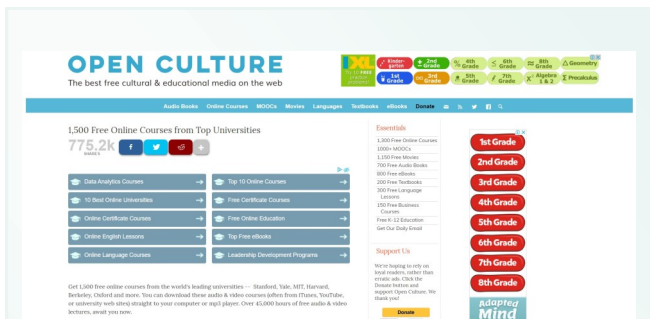 OPEN CULTURE
The best free cultural & educational media on the web
IXL
Kinder-garten
2nd Grade
4th Grade
6th Grade
8th Grade
Geometry
1st Grade
3rd Grade
5th Grade
7th Grade
Algebra 1 & 2
Precalculus
Audio Books Online Courses MOOCs Movies Languages Textbooks eBooks Donate
1,500 Free Online Courses from Top Universities
775.2k
SHARES
Data Analytics Courses
Top 10 Online Courses
10 Best Online Universities
Free Certificate Courses
Online Certificate Courses
Free Online Education
Online English Lessons
Top Free eBooks
Online Language Courses
Leadership Development Programs
Get 1,500 free online courses from the world's leading universities -- Stanford, Yale, MIT, Harvard,
Berkeley, Oxford and more. You can download these audio & video courses (often from iTunes, YouTube,
or university web sites) straight to your computer or mp3 player. Over 45,000 hours of free audio & video
lectures, await you now.
Essentials
1,300 Free Online Courses
1000+ MOOCs
1,150 Free Movies
700 Free Audio Books
800 Free eBooks
200 Free Textbooks
300 Free Language
Lessons
150 Free Business
Courses
Free K-12 Education
Get Our Daily Email
Support Us
We're hoping to rely on
loyal readers, rather than
erratic ads. Click the
Donate button and
support Open Culture. We
thank you!
Donate
1st Grade
2nd Grade
3rd Grade
4th Grade
5th Grade
6th Grade
7th Grade
8th Grade
Adapted
Mind